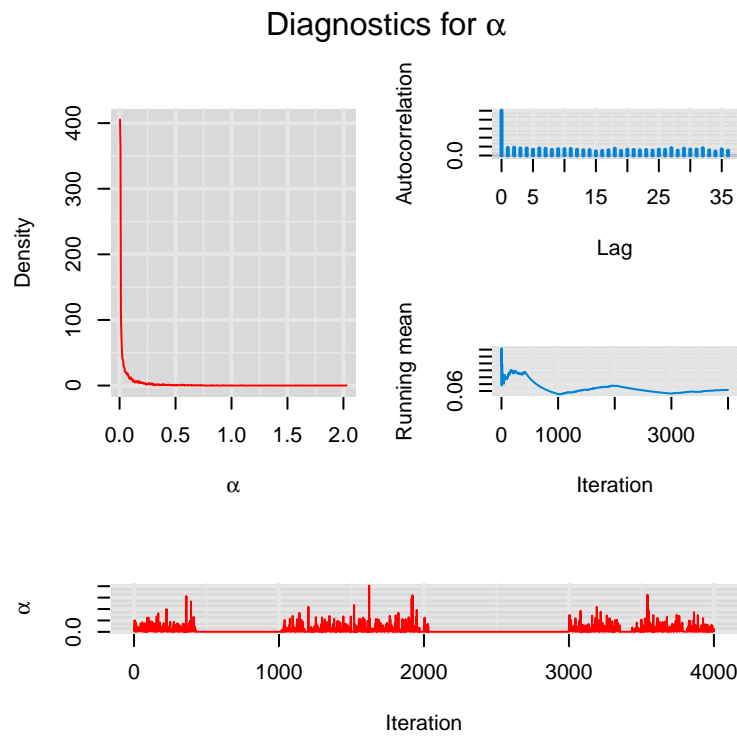 Diagnostics for α
Density
0
100
200
300
400
0.0 0.5 1.0 1.5 2.0
α
Autocorrelation
0.0
0 5 15 25 35
Lag
Running mean
0.06
0 1000 3000
Iteration
α
0.0
0 1000 2000 3000 4000
Iteration